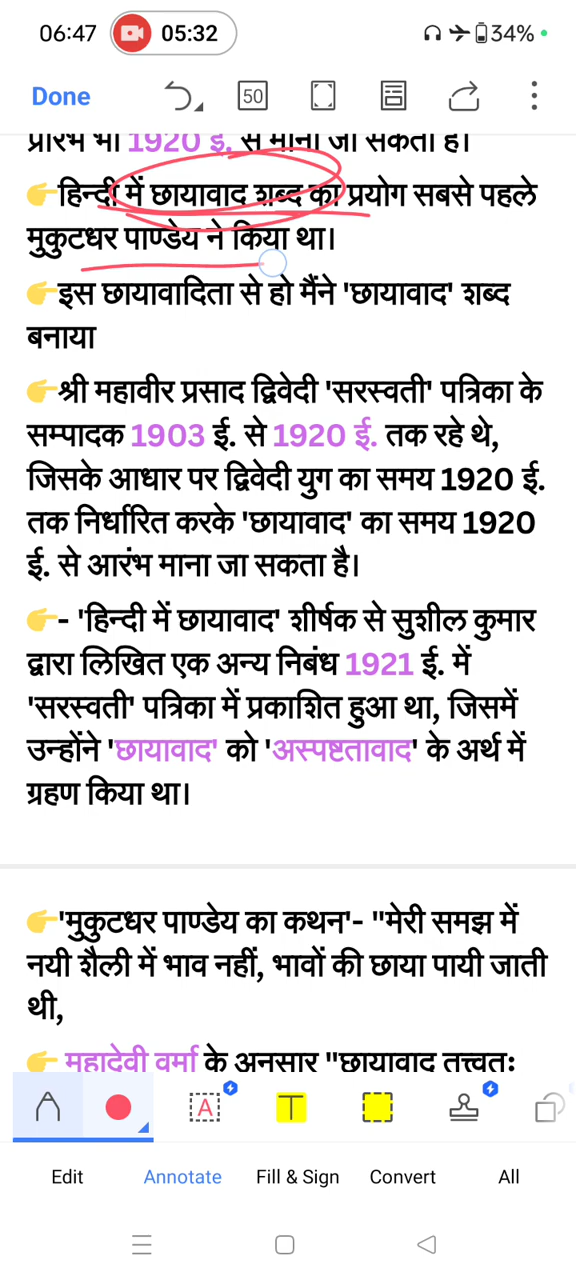 06:47 05:32 34%
Done 50
प्रारंभ भी 1920 ई. से माना जा सकता है।
👉हिन्दी में छायावाद शब्द का प्रयोग सबसे पहले
मुकुटधर पाण्डेय ने किया था।
👉इस छायावादिता से हो मैंने 'छायावाद' शब्द
बनाया
👉श्री महावीर प्रसाद द्विवेदी 'सरस्वती' पत्रिका के
सम्पादक 1903 ई. से 1920 ई. तक रहे थे,
जिसके आधार पर द्विवेदी युग का समय 1920 ई.
तक निर्धारित करके 'छायावाद' का समय 1920
ई. से आरंभ माना जा सकता है।
👉- 'हिन्दी में छायावाद' शीर्षक से सुशील कुमार
द्वारा लिखित एक अन्य निबंध 1921 ई. में
'सरस्वती' पत्रिका में प्रकाशित हुआ था, जिसमें
उन्होंने 'छायावाद' को 'अस्पष्टतावाद' के अर्थ में
ग्रहण किया था।
👉'मुकुटधर पाण्डेय का कथन'- "मेरी समझ में
नयी शैली में भाव नहीं, भावों की छाया पायी जाती
थी,
👉 महादेवी वर्मा के अनसार "छायावाद तत्त्वतः
A T
Edit Annotate Fill & Sign Convert All